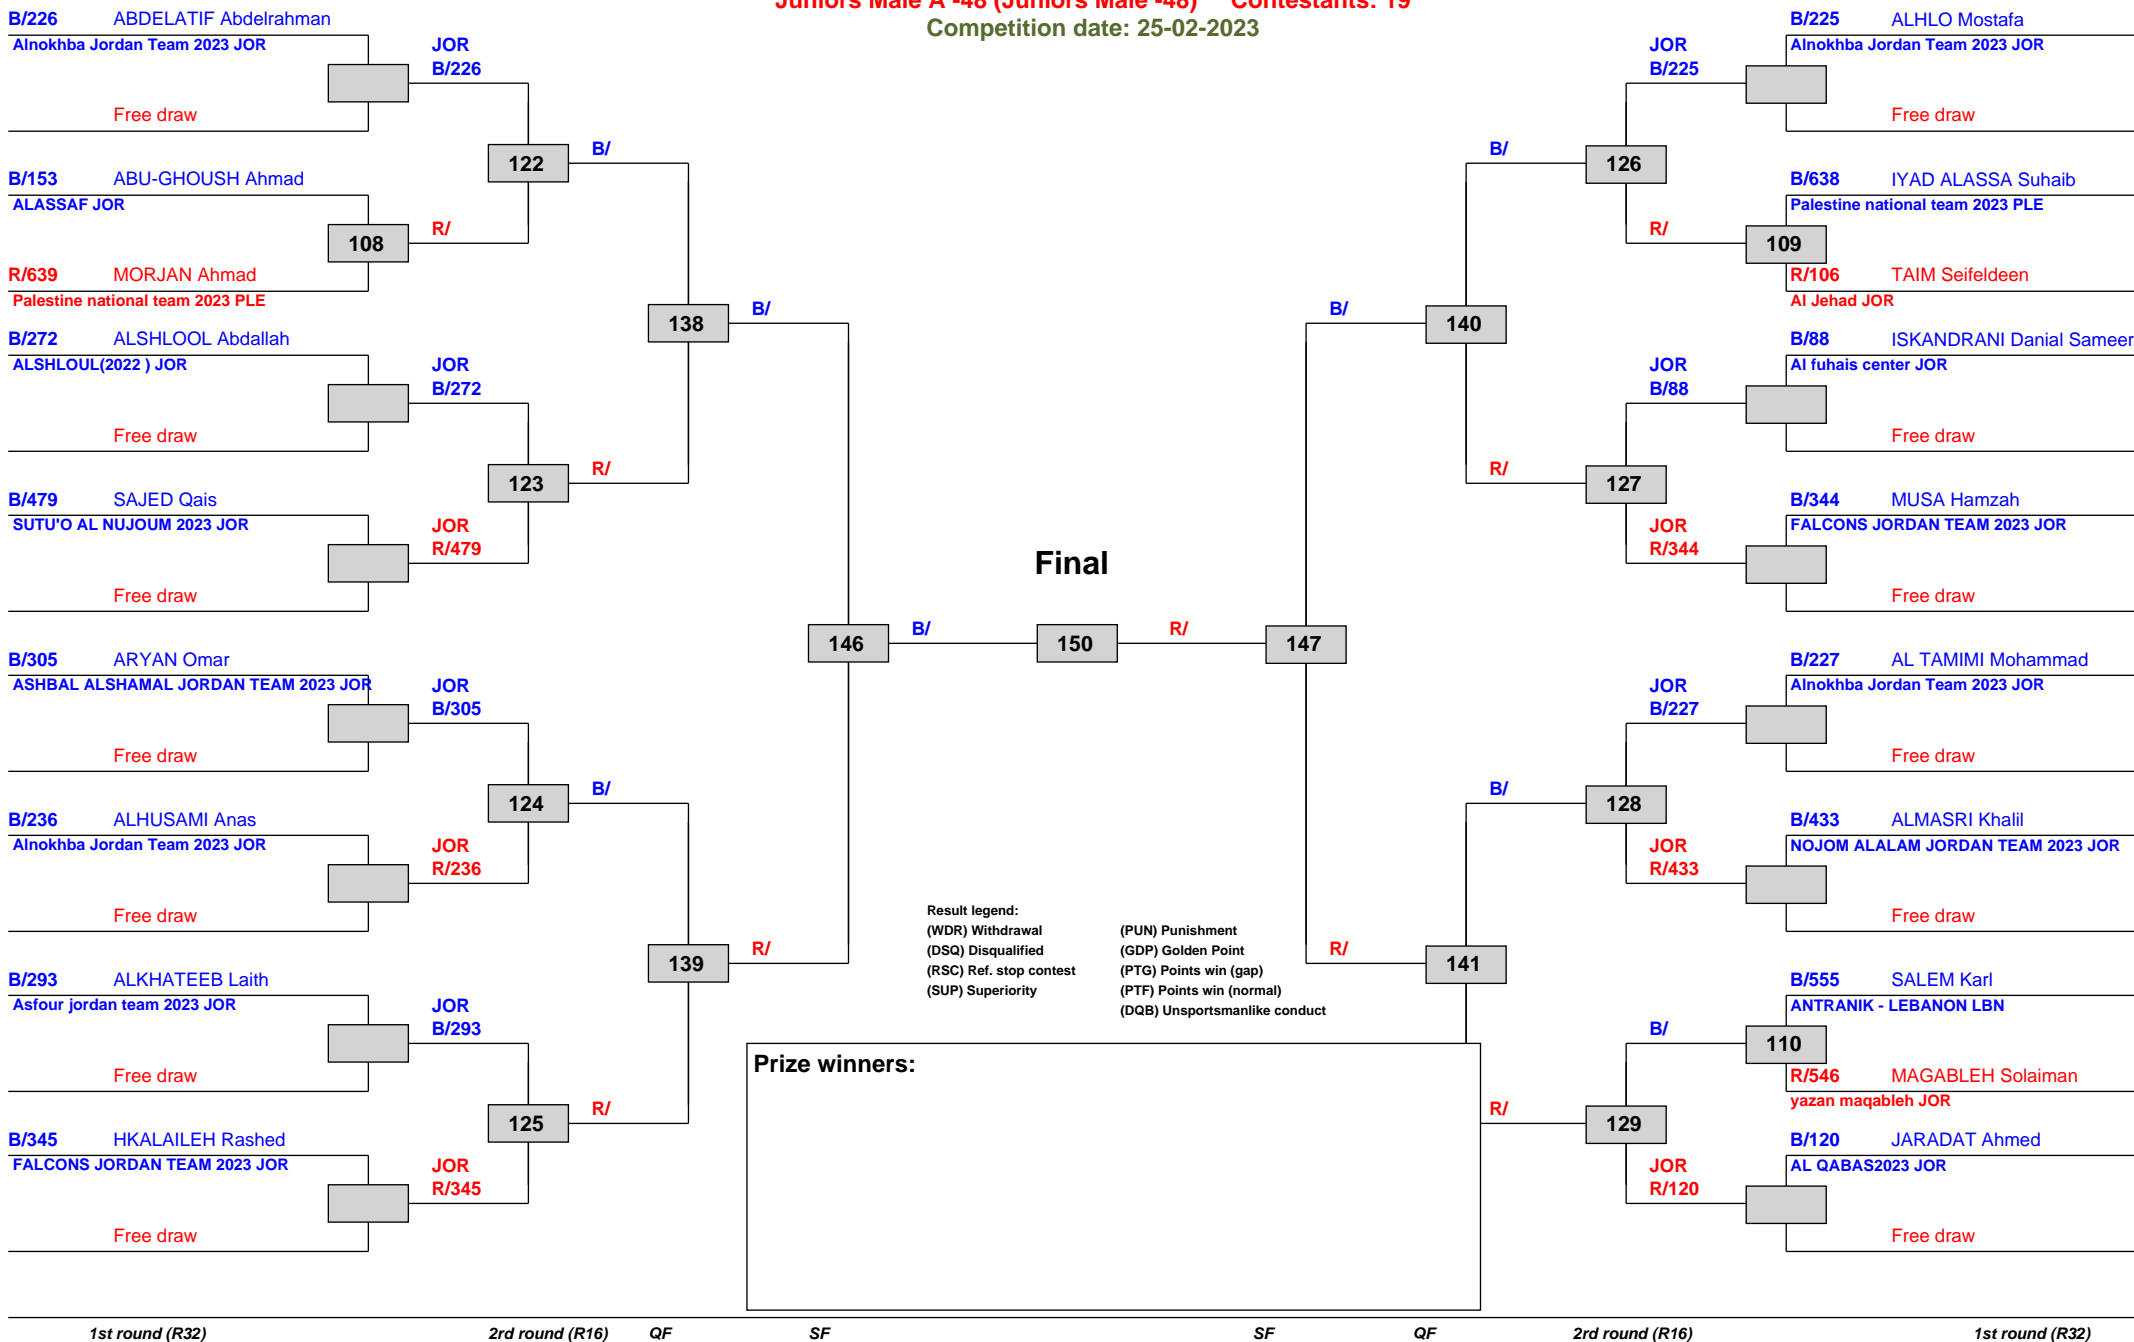 Juniors Male A -48 (Juniors Male -48) Contestants: 19
Competition date: 25-02-2023
B/226 ABDELATIF Abdelrahman
Alnokhba Jordan Team 2023 JOR
JOR
B/226
Free draw
122
B/
B/153 ABU-GHOUSH Ahmad
ALASSAF JOR
108
R/
R/639 MORJAN Ahmad
Palestine national team 2023 PLE
138
B/
B/272 ALSHLOOL Abdallah
ALSHLOUL(2022 ) JOR
JOR
B/272
Free draw
123
R/
B/479 SAJED Qais
SUTU'O AL NUJOUM 2023 JOR
JOR
R/479
Free draw
146
B/
B/305 ARYAN Omar
ASHBAL ALSHAMAL JORDAN TEAM 2023 JOR
JOR
B/305
Free draw
124
B/
B/236 ALHUSAMI Anas
Alnokhba Jordan Team 2023 JOR
JOR
R/236
Free draw
139
R/
B/293 ALKHATEEB Laith
Asfour jordan team 2023 JOR
JOR
B/293
Free draw
125
R/
B/345 HKALAILEH Rashed
FALCONS JORDAN TEAM 2023 JOR
JOR
R/345
Free draw
Final
150
R/
147
Result legend:
(WDR) Withdrawal (PUN) Punishment
(DSQ) Disqualified (GDP) Golden Point
(RSC) Ref. stop contest (PTG) Points win (gap)
(SUP) Superiority (PTF) Points win (normal)
(DQB) Unsportsmanlike conduct
Prize winners:
B/225 ALHLO Mostafa
Alnokhba Jordan Team 2023 JOR
JOR
B/225
Free draw
B/
126
B/638 IYAD ALASSA Suhaib
Palestine national team 2023 PLE
R/
109
R/106 TAIM Seifeldeen
Al Jehad JOR
B/
140
B/88 ISKANDRANI Danial Sameer
Al fuhais center JOR
JOR
B/88
Free draw
R/
127
B/344 MUSA Hamzah
FALCONS JORDAN TEAM 2023 JOR
JOR
R/344
Free draw
B/227 AL TAMIMI Mohammad
Alnokhba Jordan Team 2023 JOR
JOR
B/227
Free draw
B/
128
B/433 ALMASRI Khalil
NOJOM ALALAM JORDAN TEAM 2023 JOR
JOR
R/433
Free draw
R/
141
B/555 SALEM Karl
ANTRANIK - LEBANON LBN
B/
110
R/546 MAGABLEH Solaiman
yazan maqableh JOR
R/
129
B/120 JARADAT Ahmed
AL QABAS2023 JOR
JOR
R/120
Free draw
1st round (R32) 2rd round (R16) QF SF SF QF 2rd round (R16) 1st round (R32)